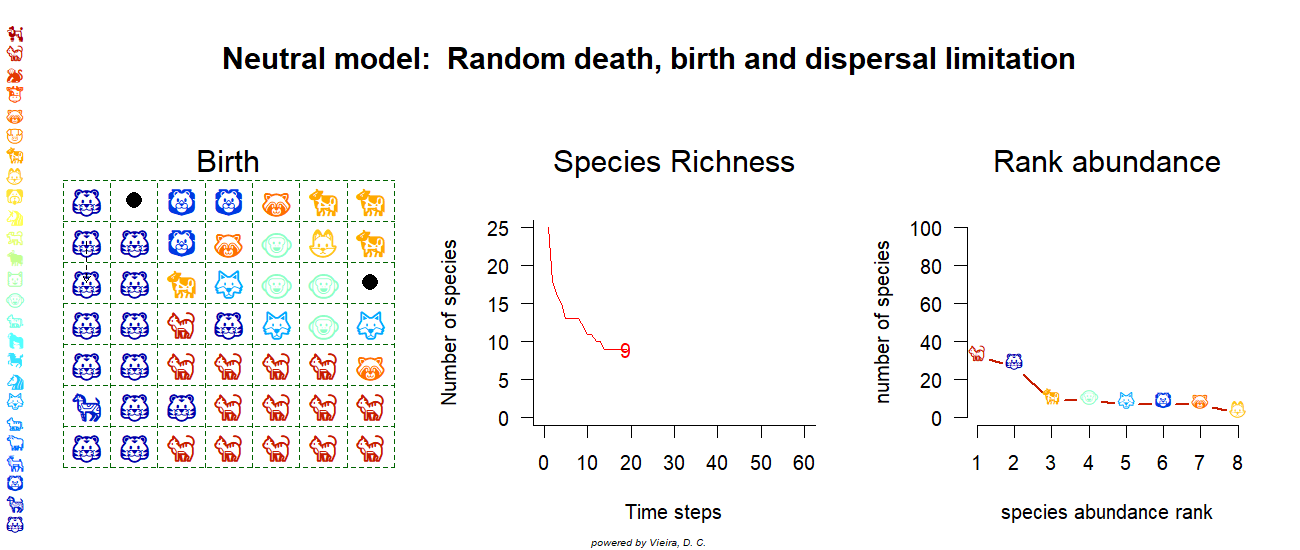 Neutral model:  Random death, birth and dispersal limitation
Birth
Species Richness
Rank abundance
Number of species
25
20
15
10
5
0
9
0 10 20 30 40 50 60
Time steps
number of species
100
80
60
40
20
0
1 2 3 4 5 6 7 8
species abundance rank
powered by Vieira, D. C.